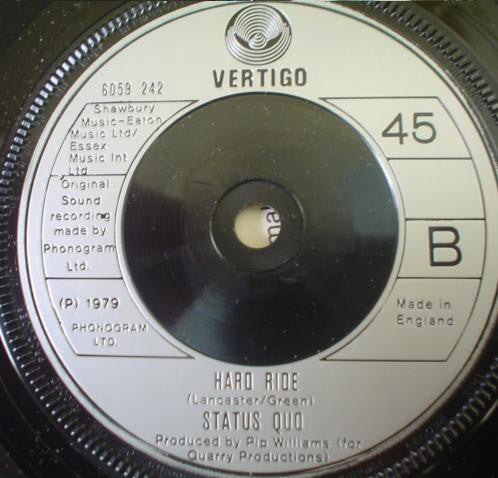 VERTIGO
6059 242
Shawbury
Music-Eaton
Music Ltd/
Essex
Music Int
Ltd
Original
Sound
recording
made by
Phonogram
Ltd.
(P) 1979
PHONOGRAM
LTD.
45
B
Made in
England
HARD RIDE
(Lancaster/Green)
STATUS QUO
Produced by Pip Williams (for
Quarry Productions)